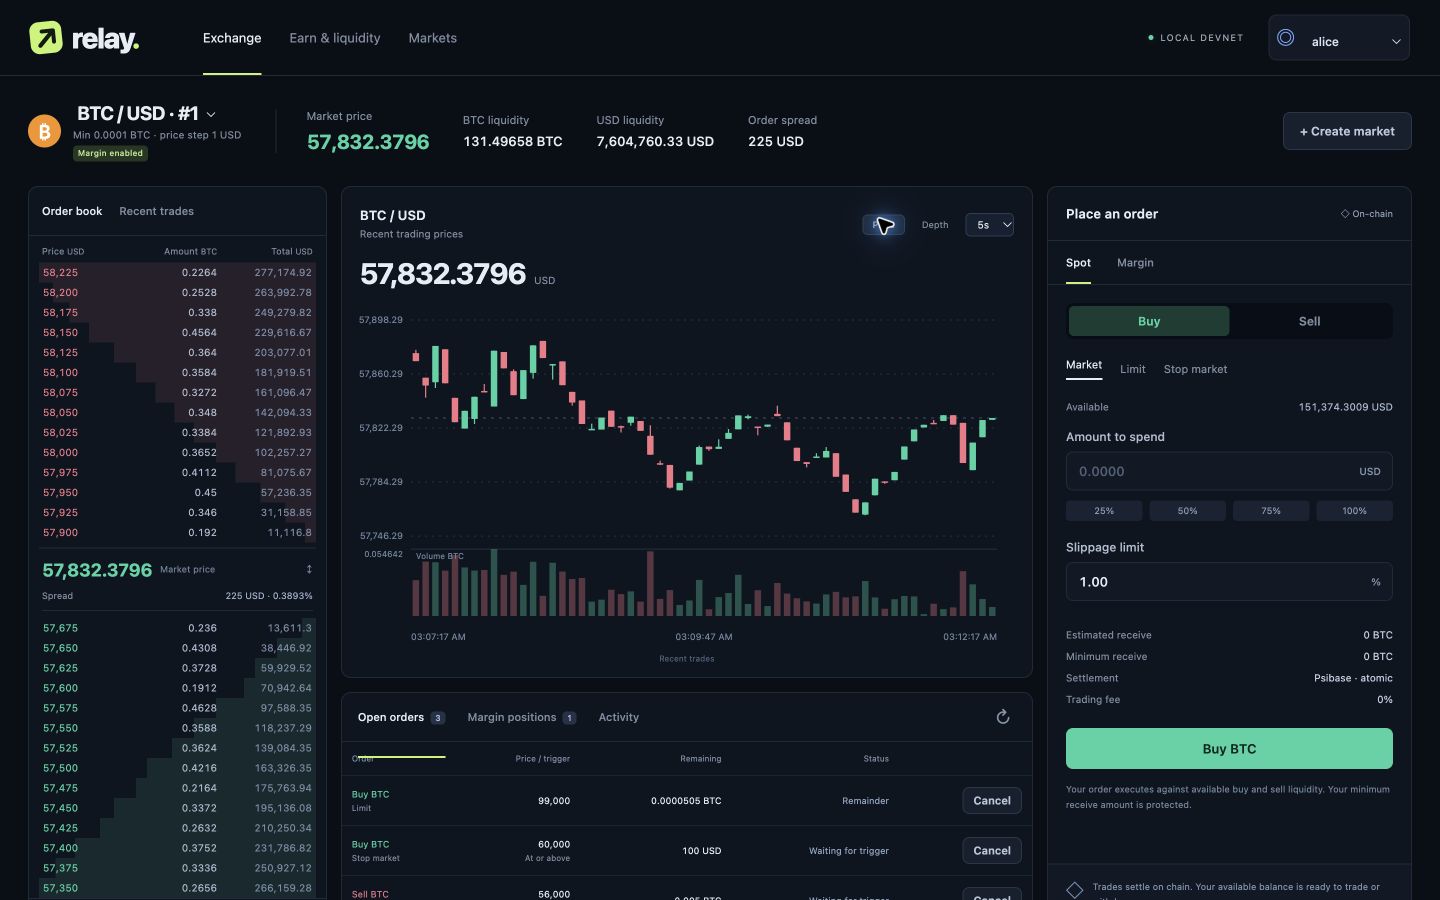 relay.
Exchange
Earn & liquidity
Markets
LOCAL DEVNET
alice
BTC / USD · #1
Min 0.0001 BTC · price step 1 USD
Margin enabled
Market price
57,832.3796
BTC liquidity
131.49658 BTC
USD liquidity
7,604,760.33 USD
Order spread
225 USD
+ Create market
Order book
Recent trades
Price USD Amount BTC Total USD
58,225 0.2264 277,174.92
58,200 0.2528 263,992.78
58,175 0.338 249,279.82
58,150 0.4564 229,616.67
58,125 0.364 203,077.01
58,100 0.3584 181,919.51
58,075 0.3272 161,096.47
58,050 0.348 142,094.33
58,025 0.3384 121,892.93
58,000 0.3652 102,257.27
57,975 0.4112 81,075.67
57,950 0.45 57,236.35
57,925 0.346 31,158.85
57,900 0.192 11,116.8
57,832.3796 Market price
Spread 225 USD · 0.3893%
57,675 0.236 13,611.3
57,650 0.4308 38,446.92
57,625 0.3728 59,929.52
57,600 0.1912 70,942.64
57,575 0.4628 97,588.35
57,550 0.3588 118,237.29
57,525 0.3624 139,084.35
57,500 0.4216 163,326.35
57,475 0.2164 175,763.94
57,450 0.3372 195,136.08
57,425 0.2632 210,250.34
57,400 0.3752 231,786.82
57,375 0.3336 250,927.12
57,350 0.2656 266,159.28
BTC / USD
Recent trading prices
Depth
5s
57,832.3796 USD
57,898.29
57,860.29
57,822.29
57,784.29
57,746.29
0.054642
Volume BTC
03:07:17 AM 03:09:47 AM 03:12:17 AM
Recent trades
Open orders 3
Margin positions 1
Activity
Order Price / trigger Remaining Status
Buy BTC
Limit
99,000 0.0000505 BTC Remainder Cancel
Buy BTC
Stop market
60,000
At or above
100 USD Waiting for trigger Cancel
Sell BTC 56,000 0.005 BTC Waiting for trigger Cancel
Place an order
On-chain
Spot
Margin
Buy
Sell
Market
Limit
Stop market
Available 151,374.3009 USD
Amount to spend
0.0000 USD
25% 50% 75% 100%
Slippage limit
1.00 %
Estimated receive 0 BTC
Minimum receive 0 BTC
Settlement Psibase · atomic
Trading fee 0%
Buy BTC
Your order executes against available buy and sell liquidity. Your minimum
receive amount is protected.
Trades settle on chain. Your available balance is ready to trade or